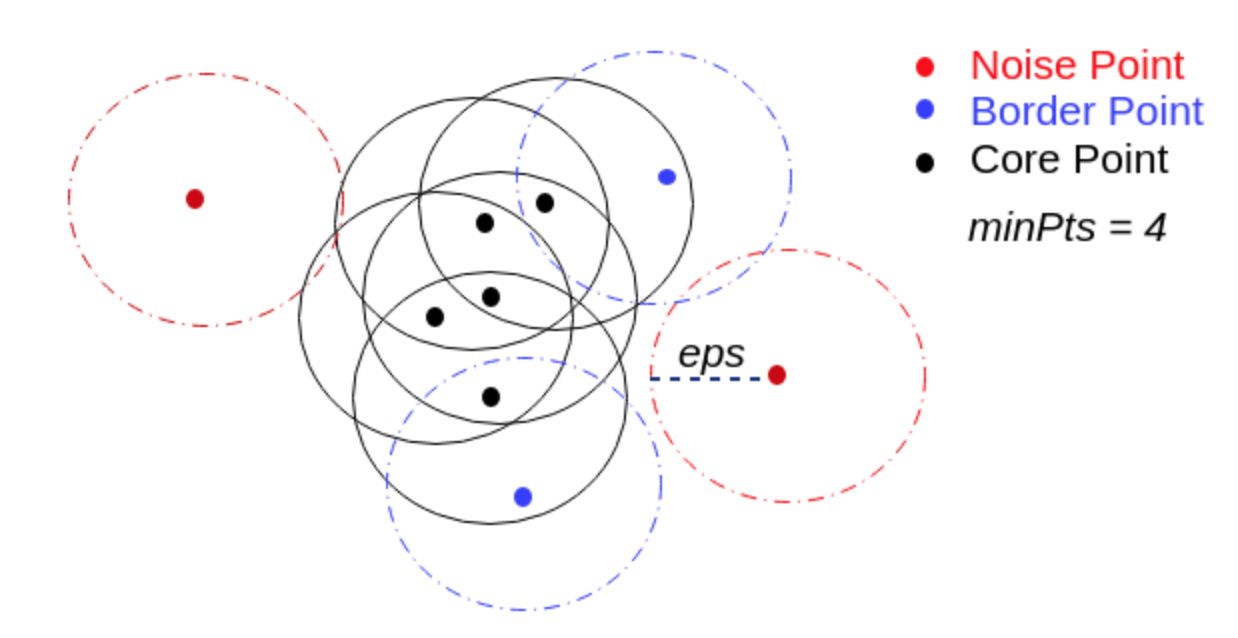 Noise Point
Border Point
Core Point
minPts = 4
eps